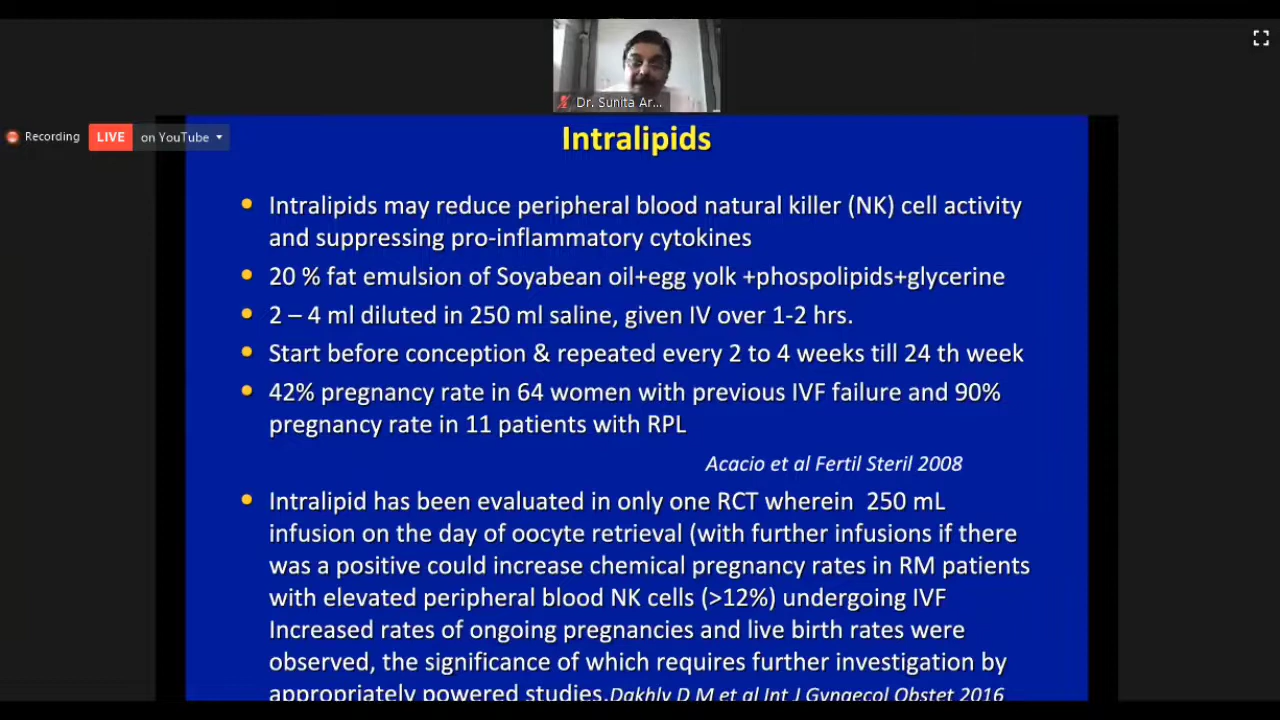 Dr. Sunita Ar...
Recording LIVE on YouTube
Intralipids
• Intralipids may reduce peripheral blood natural killer (NK) cell activity
and suppressing pro-inflammatory cytokines
• 20 % fat emulsion of Soyabean oil+egg yolk +phospolipids+glycerine
• 2 – 4 ml diluted in 250 ml saline, given IV over 1-2 hrs.
• Start before conception & repeated every 2 to 4 weeks till 24 th week
• 42% pregnancy rate in 64 women with previous IVF failure and 90%
pregnancy rate in 11 patients with RPL
Acacio et al Fertil Steril 2008
• Intralipid has been evaluated in only one RCT wherein 250 mL
infusion on the day of oocyte retrieval (with further infusions if there
was a positive could increase chemical pregnancy rates in RM patients
with elevated peripheral blood NK cells (>12%) undergoing IVF
Increased rates of ongoing pregnancies and live birth rates were
observed, the significance of which requires further investigation by
appropriately powered studies.Dakhly D M et al Int J Gynaecol Obstet 2016